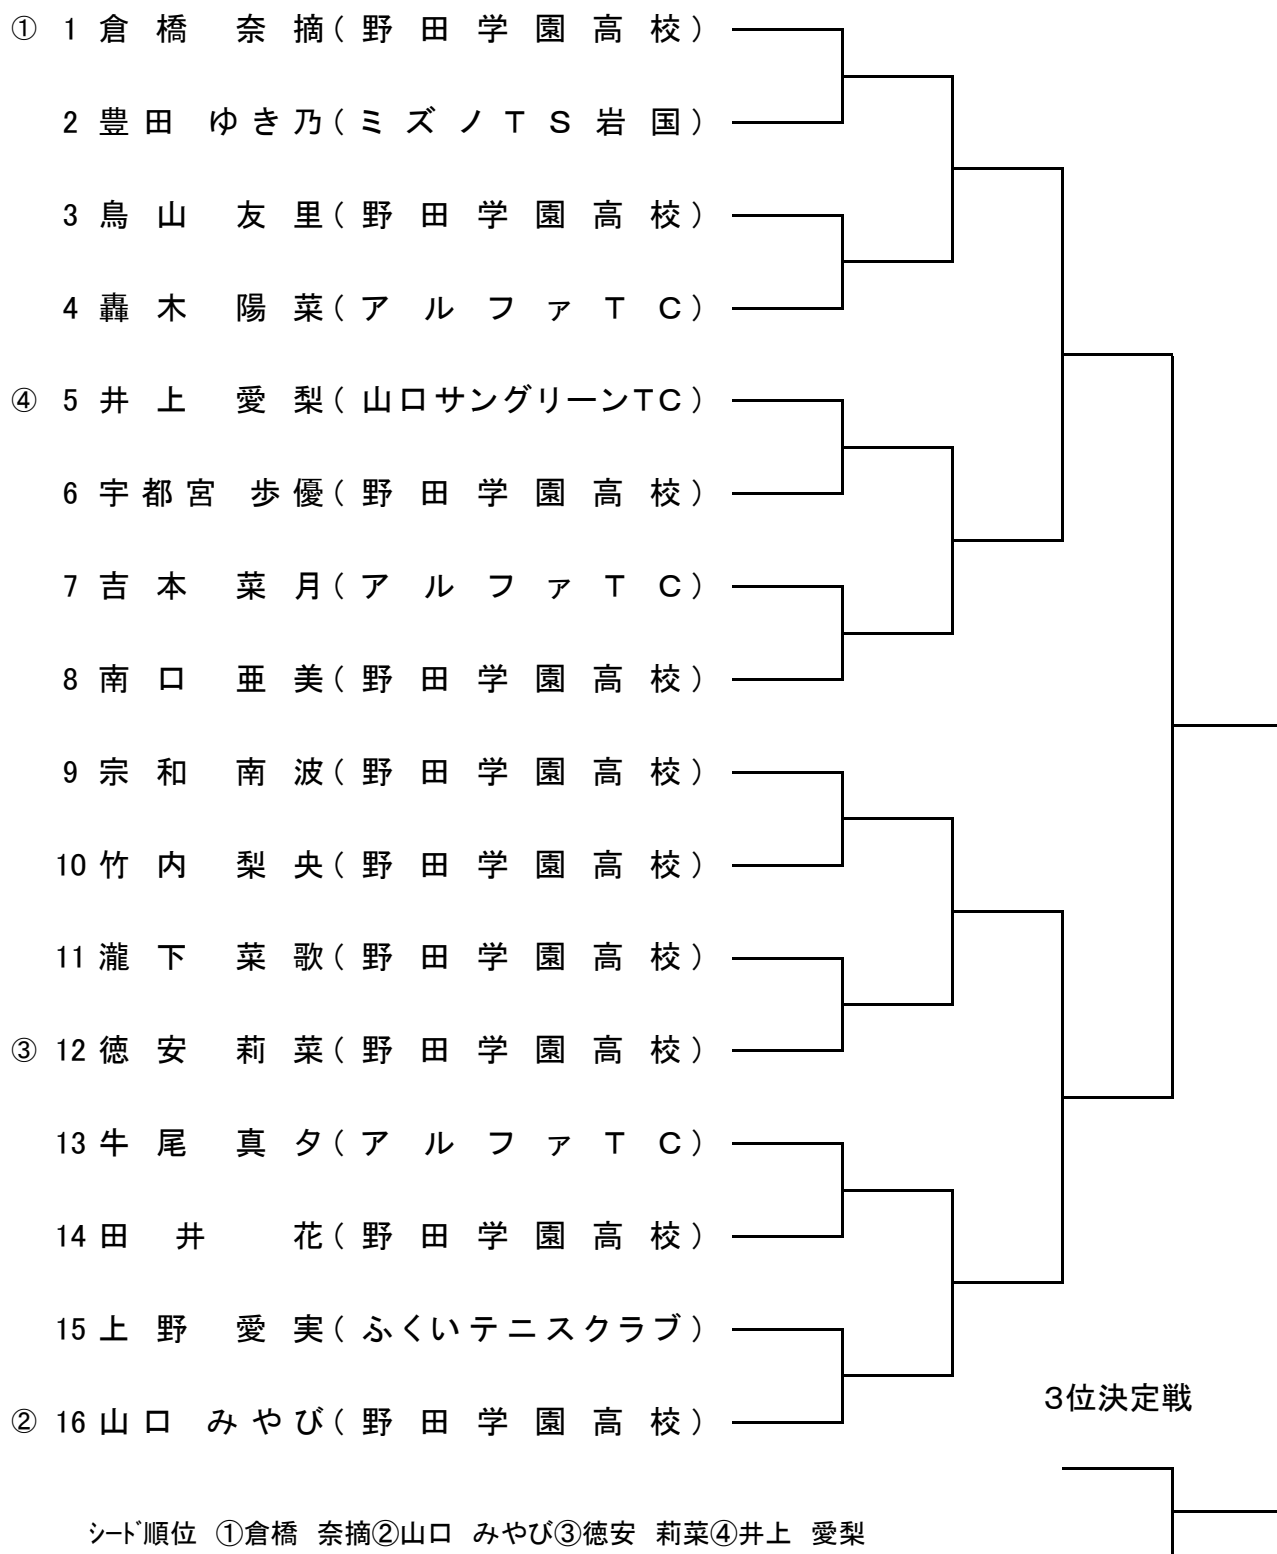 ① 1 倉橋 奈摘(野田学園高校)
2 豊田 ゆき乃(ミズノTS岩国)
3 鳥山 友里(野田学園高校)
4 轟木 陽菜(アルファTC)
④ 5 井上 愛梨(山口サングリーンTC)
6 宇都宮 歩優(野田学園高校)
7 吉本 菜月(アルファTC)
8 南口 亜美(野田学園高校)
9 宗和 南波(野田学園高校)
10 竹内 梨央(野田学園高校)
11 瀧下 菜歌(野田学園高校)
③ 12 徳安 莉菜(野田学園高校)
13 牛尾 真夕(アルファTC)
14 田井 花(野田学園高校)
15 上野 愛実(ふくいテニスクラブ)
② 16 山口 みやび(野田学園高校)
3位決定戦
シード順位 ①倉橋 奈摘②山口 みやび③徳安 莉菜④井上 愛梨